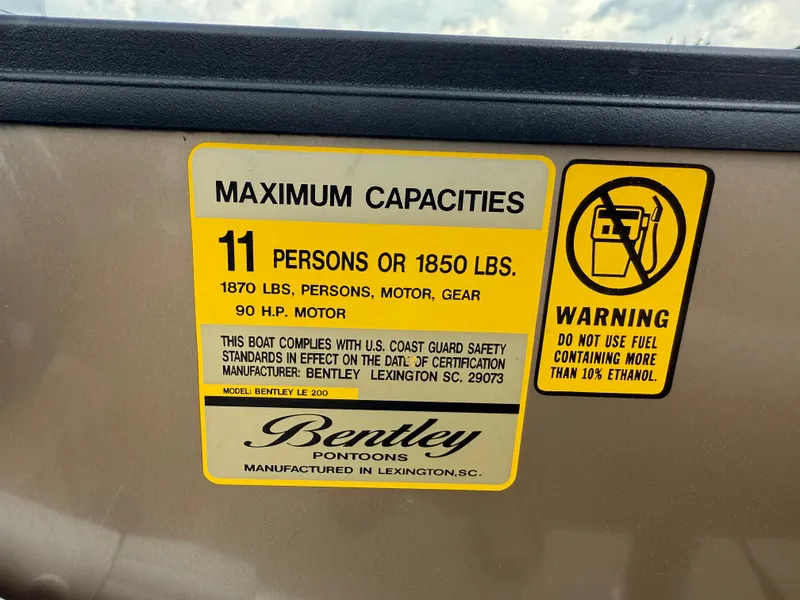 MAXIMUM CAPACITIES
11 PERSONS OR 1850 LBS.
1870 LBS, PERSONS, MOTOR, GEAR
90 H.P. MOTOR
THIS BOAT COMPLIES WITH U.S. COAST GUARD SAFETY
STANDARDS IN EFFECT ON THE DATE OF CERTIFICATION
MANUFACTURER: BENTLEY LEXINGTON SC. 29073
MODEL: BENTLEY LE 200
Bentley
PONTOONS
MANUFACTURED IN LEXINGTON, SC.
WARNING
DO NOT USE FUEL
CONTAINING MORE
THAN 10% ETHANOL.